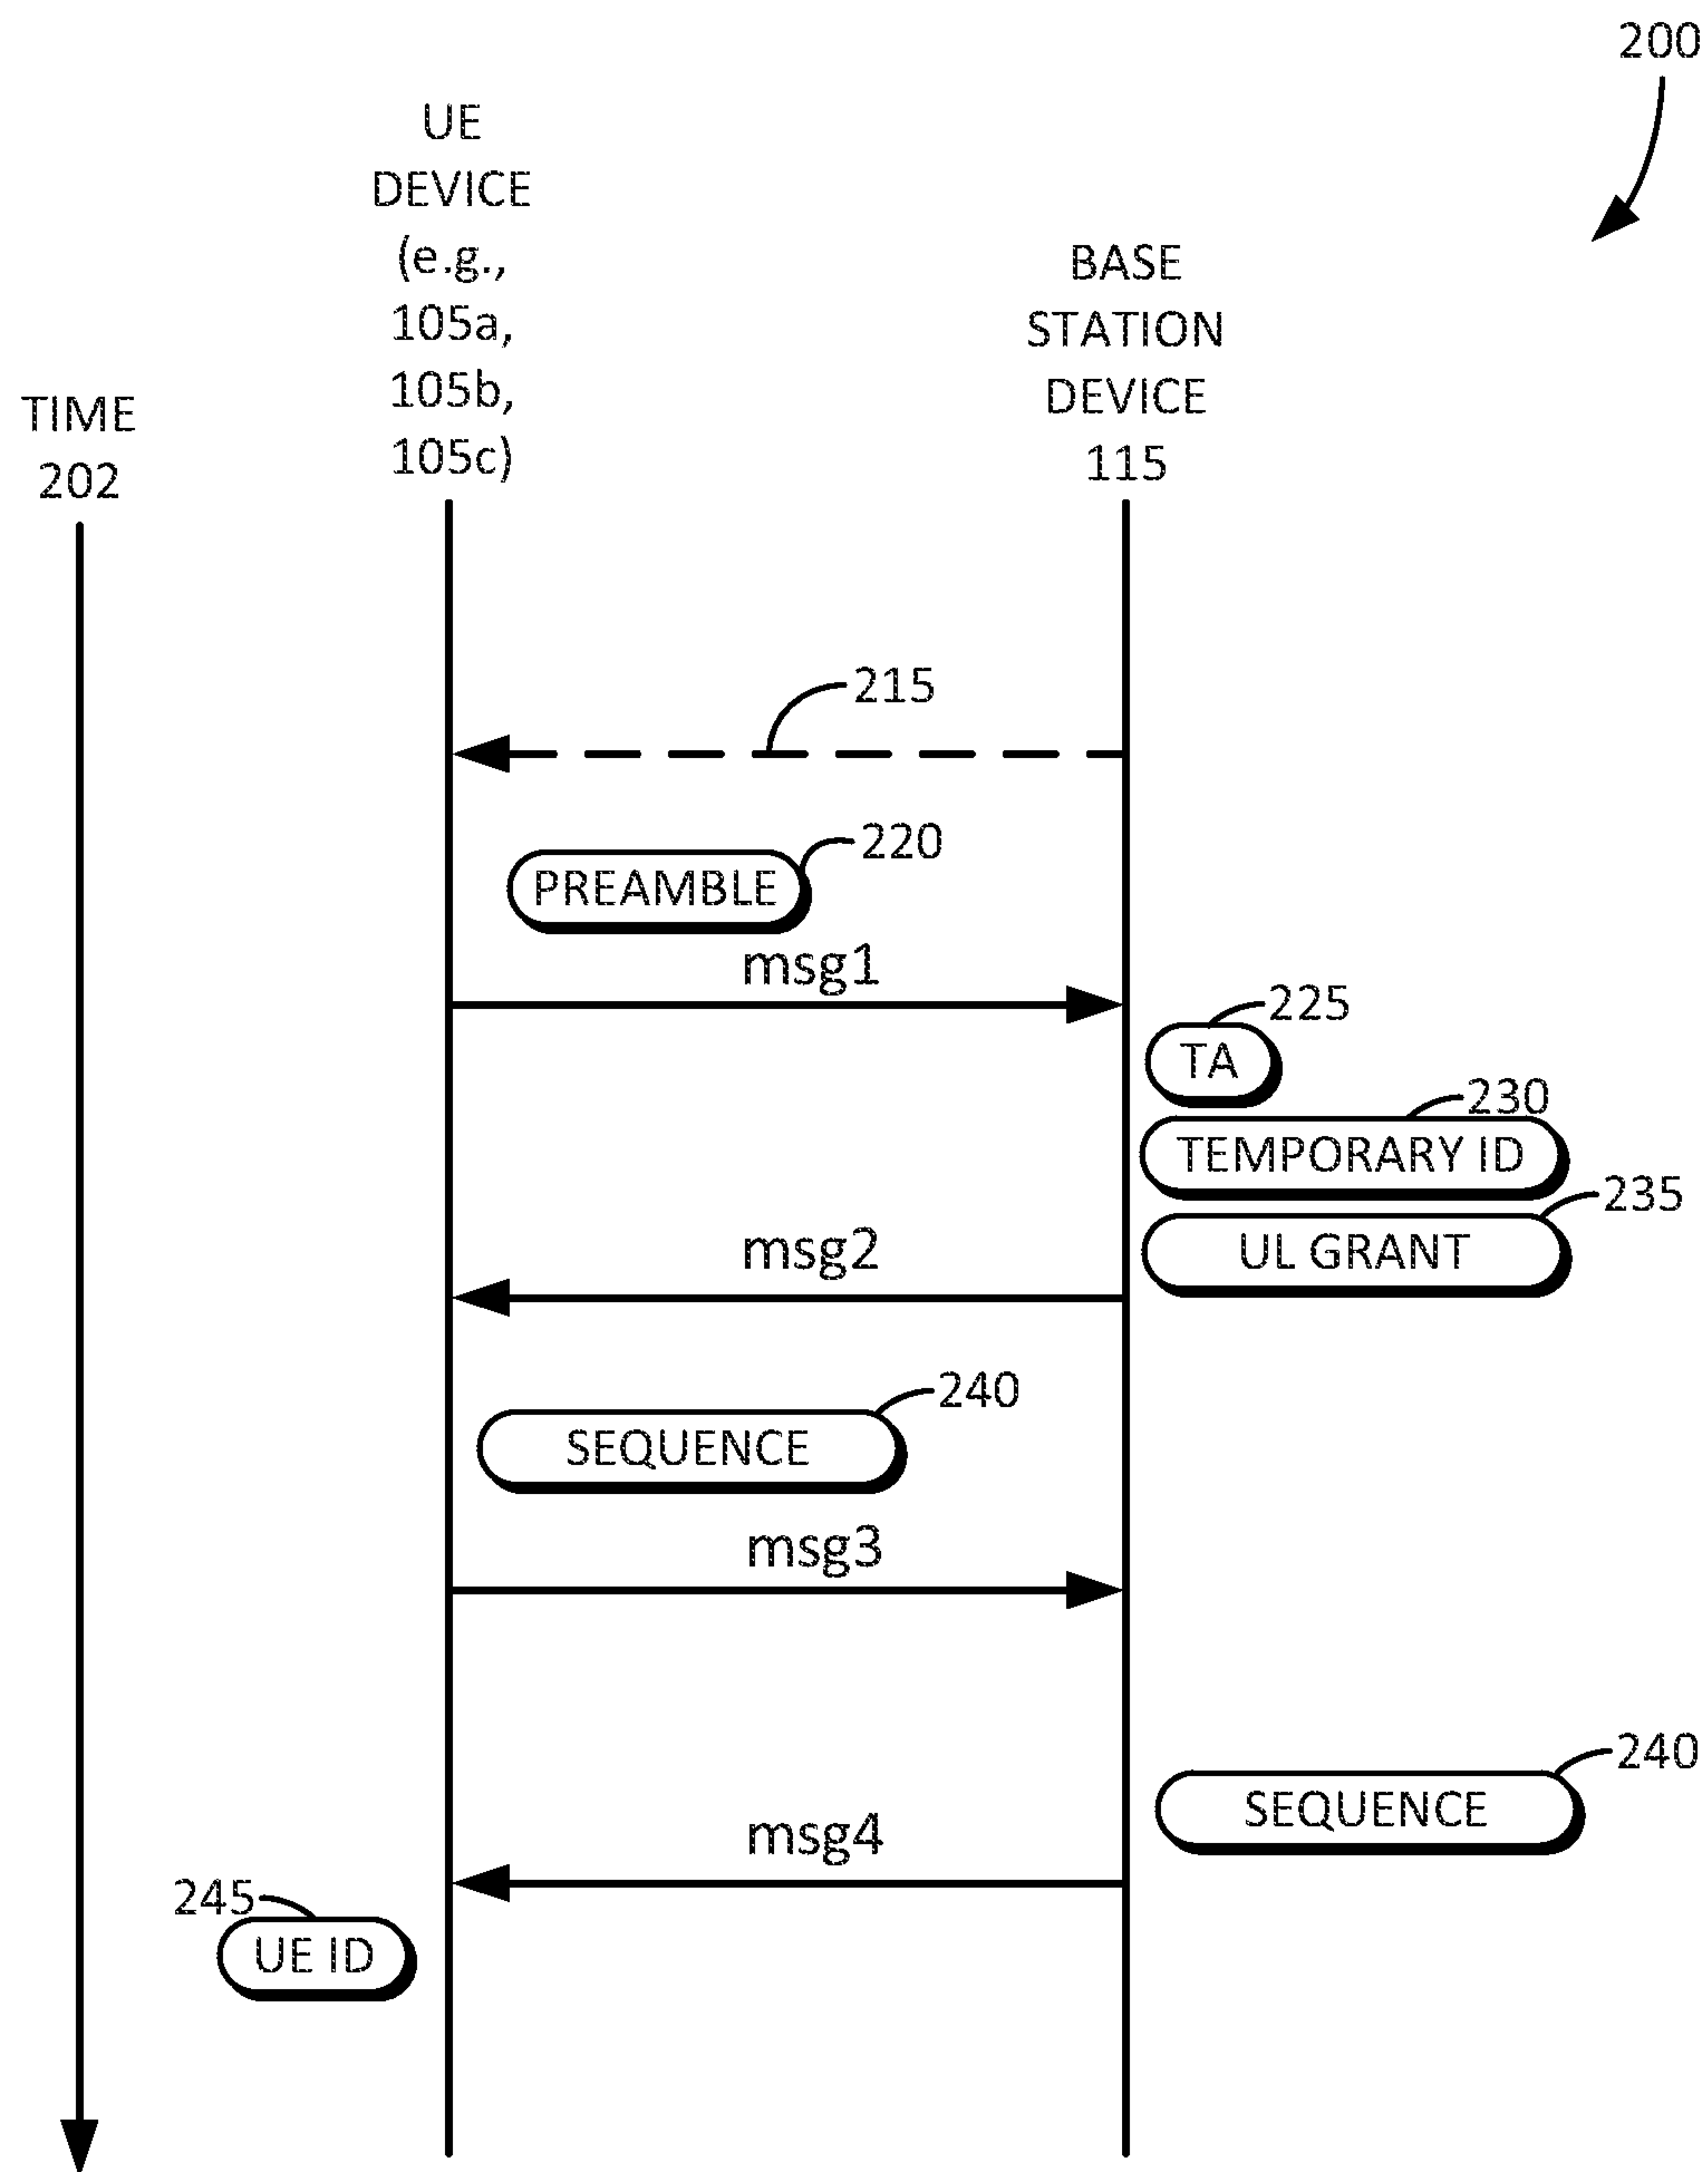 200
UE
DEVICE
(e.g.,
105a,
105b,
105c)
BASE
STATION
DEVICE
115
TIME
202
215
220
PREAMBLE
msg1
225
TA
230
TEMPORARY ID
235
UL GRANT
msg2
240
SEQUENCE
msg3
240
SEQUENCE
msg4
245
UE ID